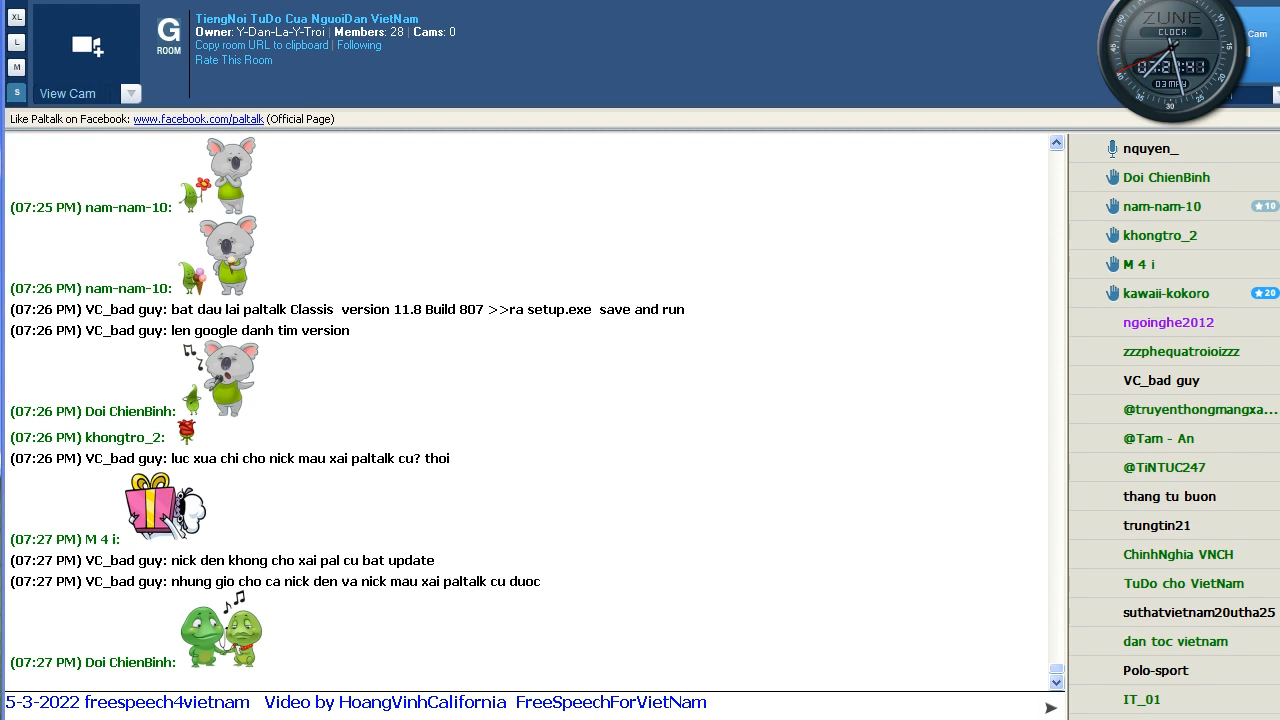 XL
L
M
S
View Cam
G
ROOM
TiengNoi TuDo Cua NguoiDan VietNam
Owner: Y-Dan-La-Y-Troi | Members: 28 | Cams: 0
Copy room URL to clipboard | Following
Rate This Room
ZUNE
CLOCK
03 MAY
Cam
Like Paltalk on Facebook: www.facebook.com/paltalk (Official Page)
(07:25 PM) nam-nam-10:
(07:26 PM) nam-nam-10:
(07:26 PM) VC_bad guy: bat dau lai paltalk Classis version 11.8 Build 807 >>ra setup.exe save and run
(07:26 PM) VC_bad guy: len google danh tim version
(07:26 PM) Doi ChienBinh:
(07:26 PM) khongtro_2:
(07:26 PM) VC_bad guy: luc xua chi cho nick mau xai paltalk cu? thoi
(07:27 PM) M 4 i:
(07:27 PM) VC_bad guy: nick den khong cho xai pal cu bat update
(07:27 PM) VC_bad guy: nhung gio cho ca nick den va nick mau xai paltalk cu duoc
(07:27 PM) Doi ChienBinh:
5-3-2022 freespeech4vietnam Video by HoangVinhCalifornia FreeSpeechForVietNam
nquyen_
Doi ChienBinh
nam-nam-10 ★10
khongtro_2
M 4 i
kawaii-kokoro ★20
ngoinghe2012
zzzphequatroioizzz
VC_bad guy
@truyenthongmangxa...
@Tam - An
@TiNTUC247
thang tu buon
trungtin21
ChinhNghia VNCH
TuDo cho VietNam
suthatvietnam20utha25
dan toc vietnam
Polo-sport
IT_01